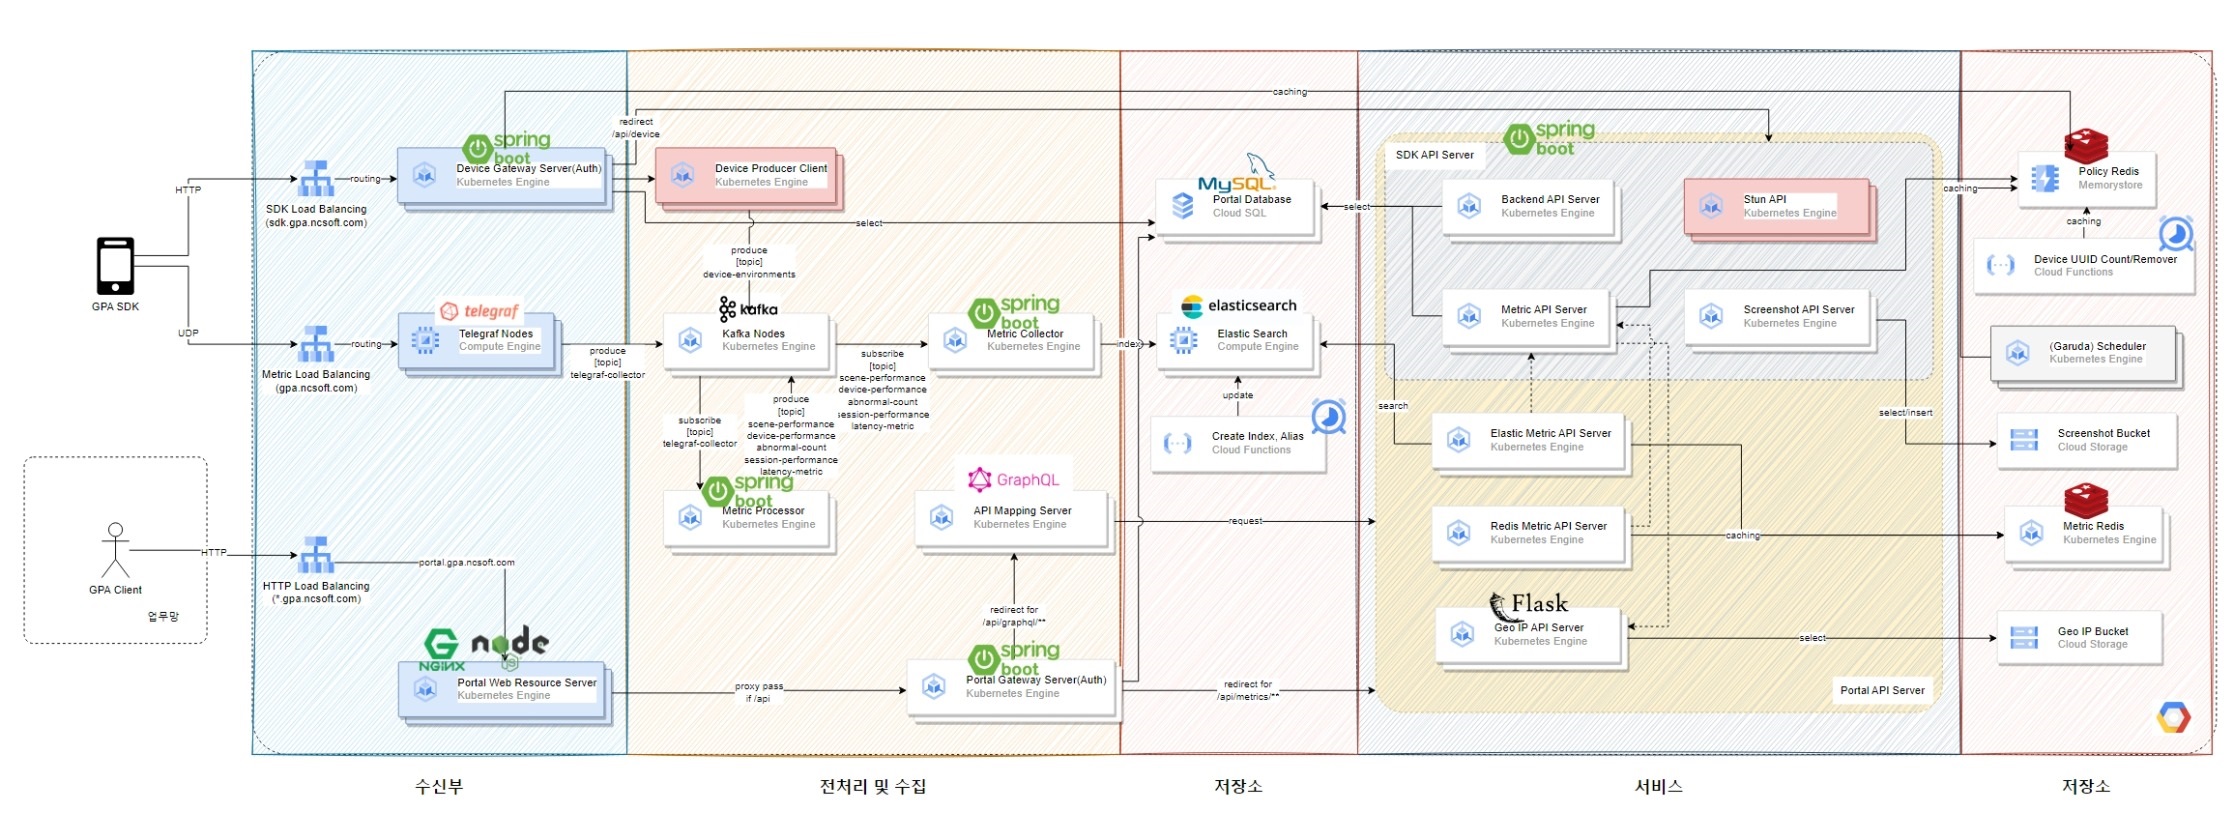 caching
redirect
/api/device
spring
boot
Device Gateway Server(Auth)
Kubernetes Engine
Device Producer Client
Kubernetes Engine
HTTP
routing
SDK Load Balancing
(sdk.gpa.ncsoft.com)
select
produce
[topic]
device-environments
GPA SDK
UDP
telegraf
Telegraf Nodes
Compute Engine
routing
Metric Load Balancing
(gpa.ncsoft.com)
produce
[topic]
telegraf-collector
kafka
Kafka Nodes
Kubernetes Engine
spring
boot
Metric Collector
Kubernetes Engine
index
subscribe
[topic]
scene-performance
device-performance
abnormal-count
session-performance
latency-metric
produce
[topic]
scene-performance
device-performance
abnormal-count
session-performance
latency-metric
subscribe
[topic]
telegraf-collector
spring
boot
Metric Processor
Kubernetes Engine
GraphQL
API Mapping Server
Kubernetes Engine
request
redirect for
/api/graphql/**
spring
boot
Portal Gateway Server(Auth)
Kubernetes Engine
redirect for
/api/metrics/**
GPA Client
업무망
HTTP
HTTP Load Balancing
(*.gpa.ncsoft.com)
portal.gpa.ncsoft.com
NGINX
node
JS
Portal Web Resource Server
Kubernetes Engine
proxy pass
if /api
MySQL
Portal Database
Cloud SQL
elasticsearch
Elastic Search
Compute Engine
update
Create Index, Alias
Cloud Functions
SDK API Server
spring
boot
select
Backend API Server
Kubernetes Engine
Stun API
Kubernetes Engine
Metric API Server
Kubernetes Engine
Screenshot API Server
Kubernetes Engine
search
Elastic Metric API Server
Kubernetes Engine
Redis Metric API Server
Kubernetes Engine
caching
Flask
Geo IP API Server
Kubernetes Engine
select
Portal API Server
select/insert
caching
Policy Redis
Memorystore
caching
Device UUID Count/Remover
Cloud Functions
(Garuda) Scheduler
Kubernetes Engine
Screenshot Bucket
Cloud Storage
Metric Redis
Kubernetes Engine
Geo IP Bucket
Cloud Storage
수신부
전처리 및 수집
저장소
서비스
저장소